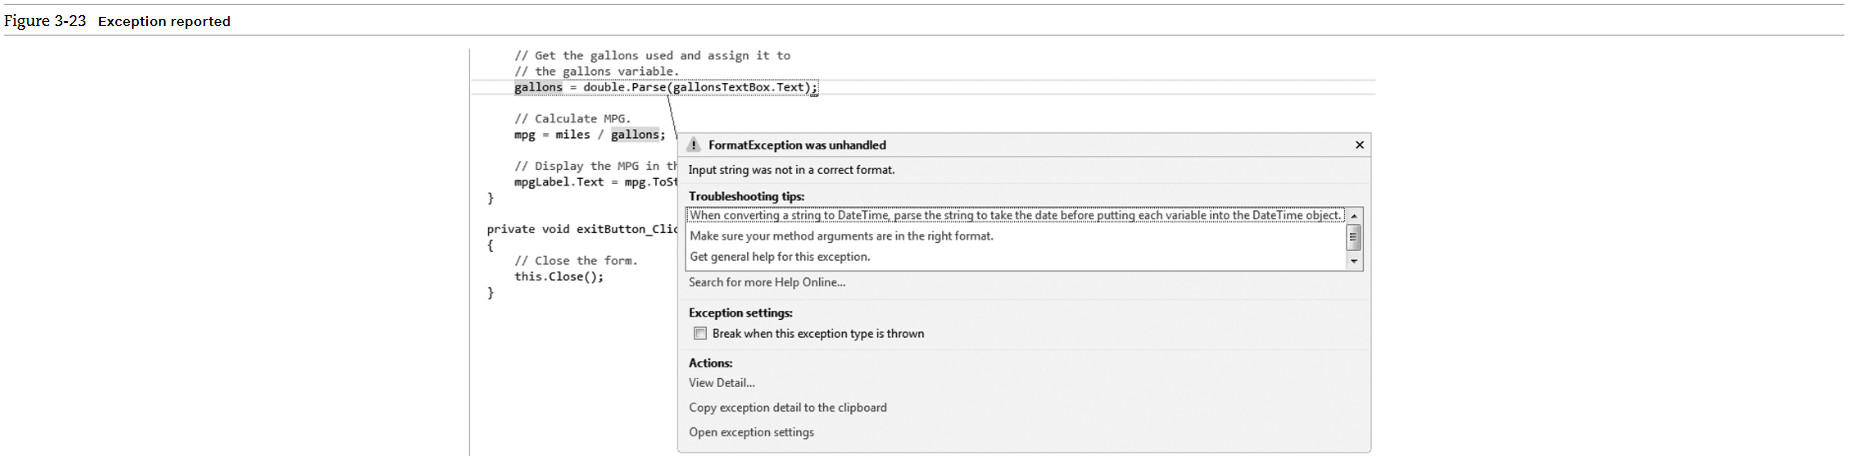 Figure 3-23 Exception reported
// Get the gallons used and assign it to
// the gallons variable.
gallons = double.Parse(gallonsTextBox.Text);
// Calculate MPG.
mpg = miles / gallons;
// Display the MPG in th
mpgLabel.Text = mpg.ToSt
}
private void exitButton_Clic
{
// Close the form.
this.Close();
}
FormatException was unhandled
Input string was not in a correct format.
Troubleshooting tips:
When converting a string to DateTime, parse the string to take the date before putting each variable into the DateTime object.
Make sure your method arguments are in the right format.
Get general help for this exception.
Search for more Help Online...
Exception settings:
Break when this exception type is thrown
Actions:
View Detail...
Copy exception detail to the clipboard
Open exception settings